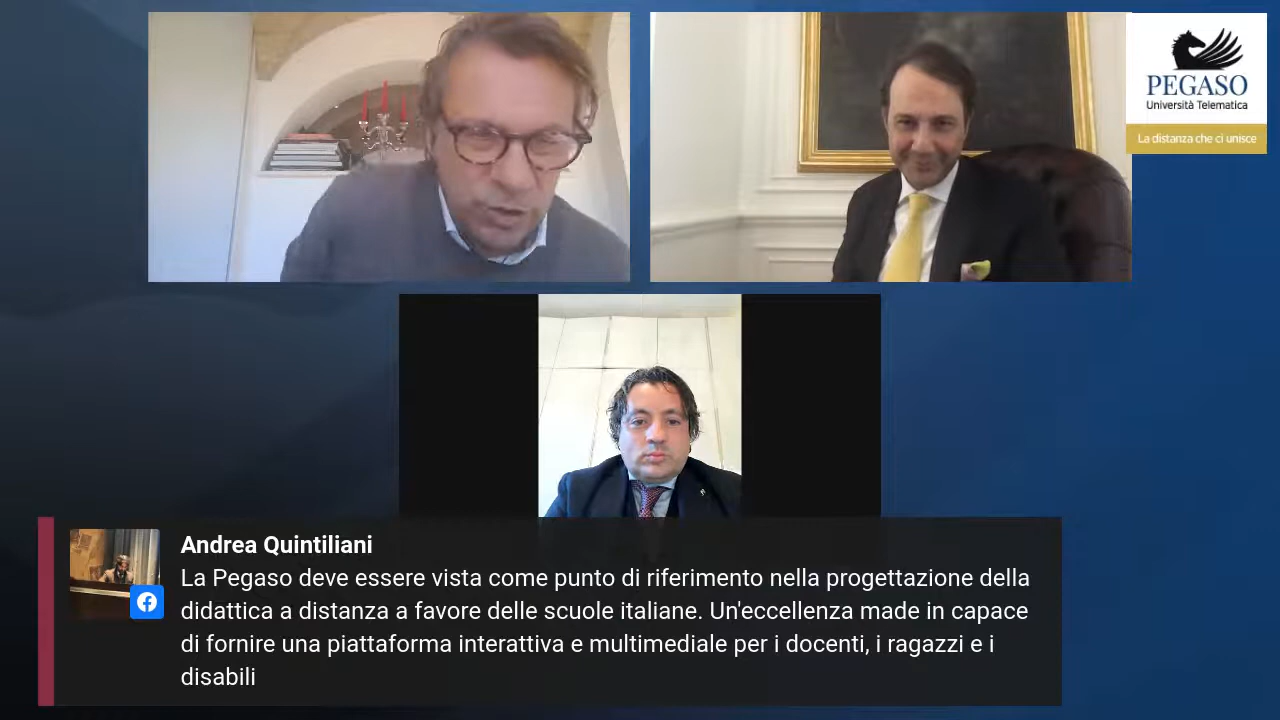 PEGASO
Università Telematica
La distanza che ci unisce
Andrea Quintiliani
La Pegaso deve essere vista come punto di riferimento nella progettazione della
didattica a distanza a favore delle scuole italiane. Un'eccellenza made in capace
di fornire una piattaforma interattiva e multimediale per i docenti, i ragazzi e i
disabili